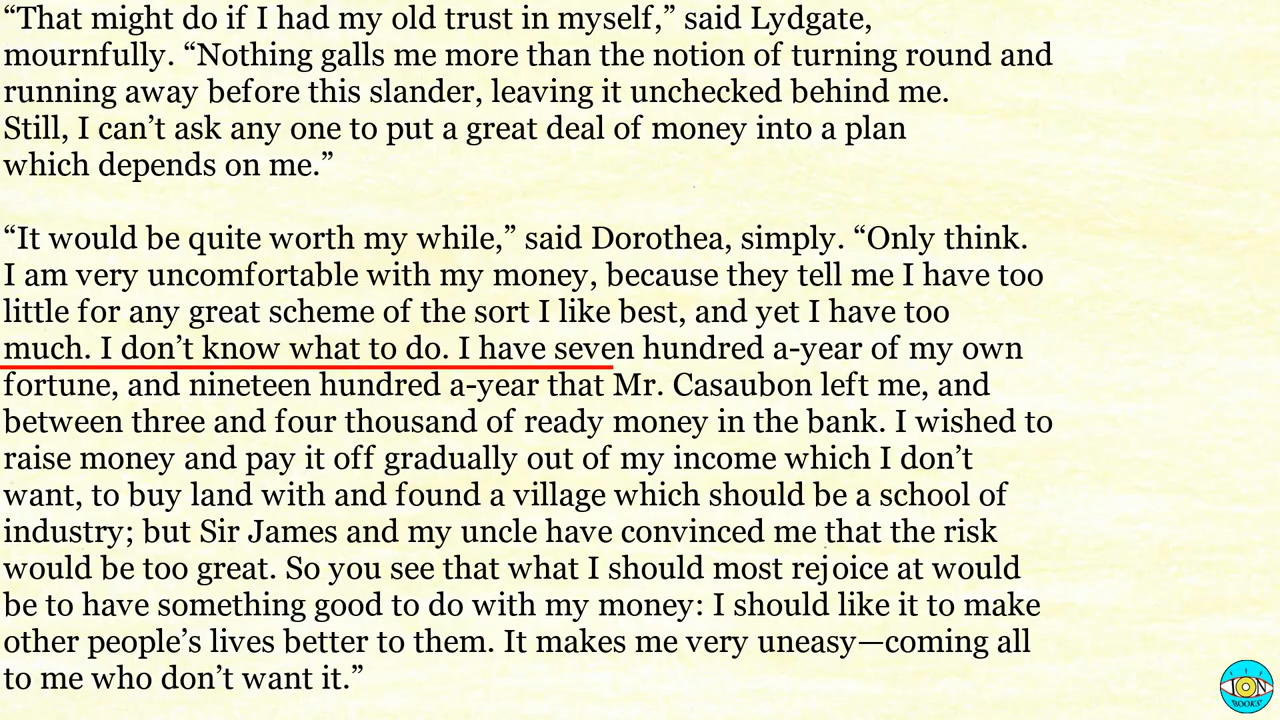 “That might do if I had my old trust in myself,” said Lydgate,
mournfully. “Nothing galls me more than the notion of turning round and
running away before this slander, leaving it unchecked behind me.
Still, I can’t ask any one to put a great deal of money into a plan
which depends on me.”
“It would be quite worth my while,” said Dorothea, simply. “Only think.
I am very uncomfortable with my money, because they tell me I have too
little for any great scheme of the sort I like best, and yet I have too
much. I don’t know what to do. I have seven hundred a-year of my own
fortune, and nineteen hundred a-year that Mr. Casaubon left me, and
between three and four thousand of ready money in the bank. I wished to
raise money and pay it off gradually out of my income which I don’t
want, to buy land with and found a village which should be a school of
industry; but Sir James and my uncle have convinced me that the risk
would be too great. So you see that what I should most rejoice at would
be to have something good to do with my money: I should like it to make
other people’s lives better to them. It makes me very uneasy—coming all
to me who don’t want it.”
ION
BOOKS